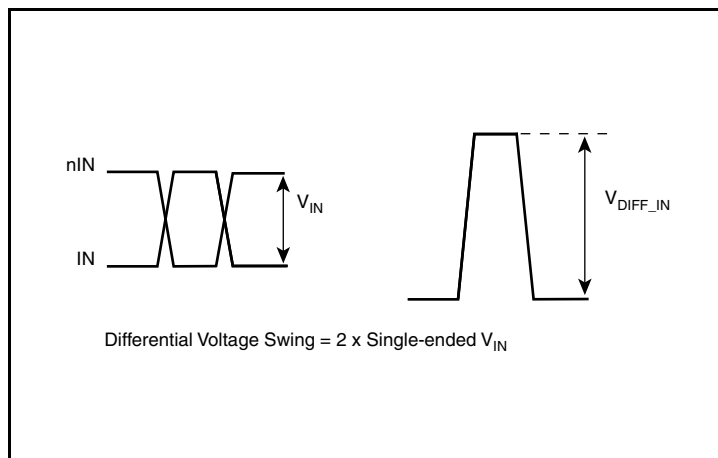 nIN
V_IN
IN
V_DIFF_IN
Differential Voltage Swing = 2 x Single-ended V_IN